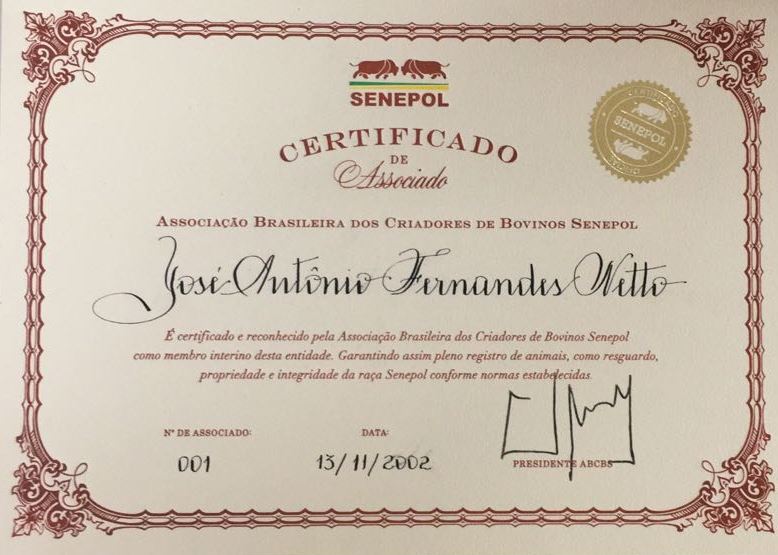 SENEPOL
CERTIFICADO
DE
Associado
SENEPOL
ASSOCIAÇÃO BRASILEIRA DOS CRIADORES DE BOVINOS SENEPOL
José Antônio Fernandes Netto
É certificado e reconhecido pela Associação Brasileira dos Criadores de Bovinos Senepol
como membro interino desta entidade. Garantindo assim pleno registro de animais, como resguardo,
propriedade e integridade da raça Senepol conforme normas estabelecidas.
Nº DE ASSOCIADO:
DATA:
001
13/11/2002
PRESIDENTE ABCBS